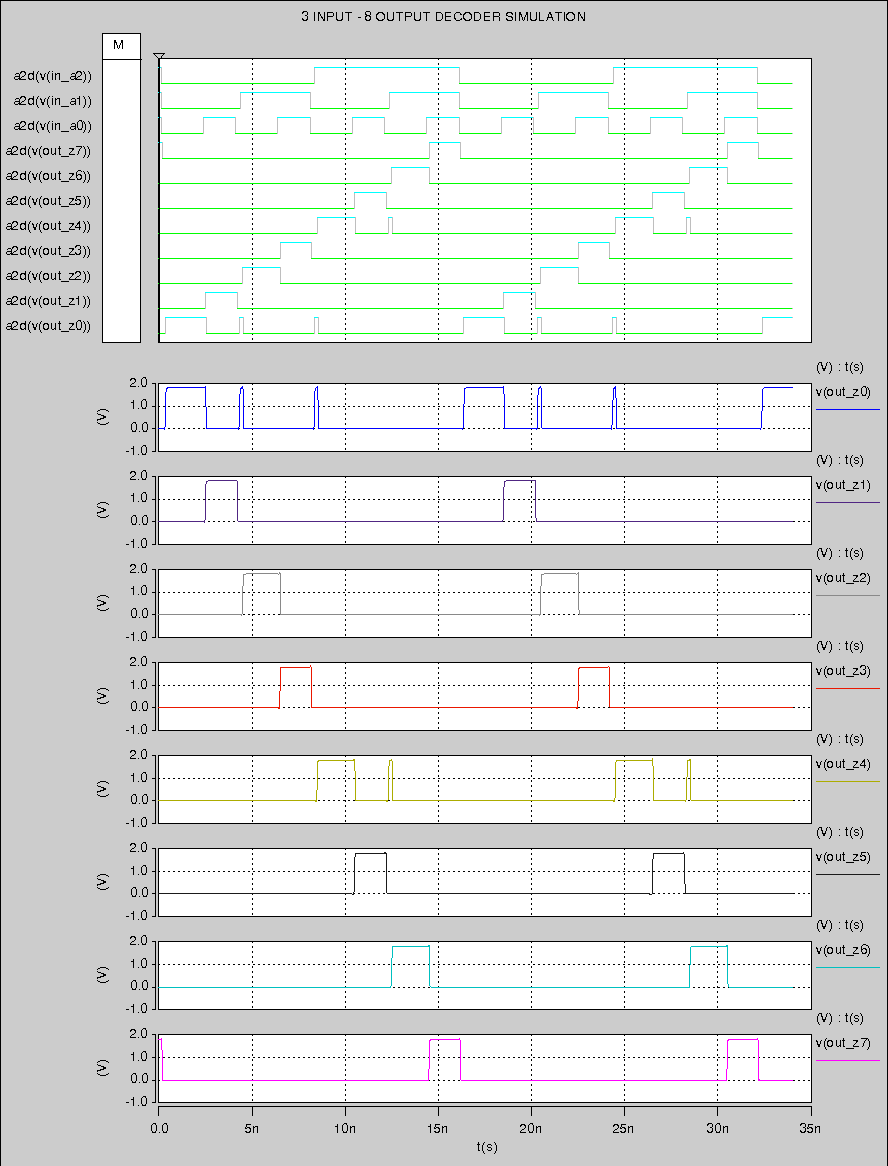 3 INPUT - 8 OUTPUT DECODER SIMULATION
M
a2d(v(in_a2))
a2d(v(in_a1))
a2d(v(in_a0))
a2d(v(out_z7))
a2d(v(out_z6))
a2d(v(out_z5))
a2d(v(out_z4))
a2d(v(out_z3))
a2d(v(out_z2))
a2d(v(out_z1))
a2d(v(out_z0))
(V) : t(s)
v(out_z0)
(V)
2.0
1.0
0.0
-1.0
(V) : t(s)
v(out_z1)
(V)
2.0
1.0
0.0
-1.0
(V) : t(s)
v(out_z2)
(V)
2.0
1.0
0.0
-1.0
(V) : t(s)
v(out_z3)
(V)
2.0
1.0
0.0
-1.0
(V) : t(s)
v(out_z4)
(V)
2.0
1.0
0.0
-1.0
(V) : t(s)
v(out_z5)
(V)
2.0
1.0
0.0
-1.0
(V) : t(s)
v(out_z6)
(V)
2.0
1.0
0.0
-1.0
(V) : t(s)
v(out_z7)
(V)
2.0
1.0
0.0
-1.0
0.0 5n 10n 15n 20n 25n 30n 35n
t(s)